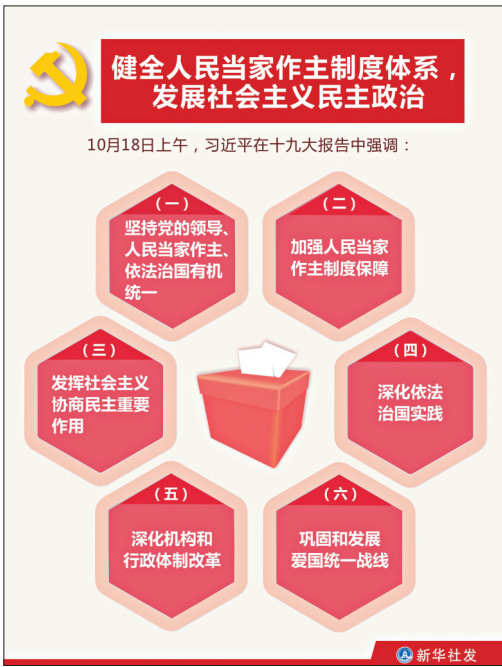 健全人民当家作主制度体系，
发展社会主义民主政治
10月18日上午，习近平在十九大报告中强调：
（一）
坚持党的领导、
人民当家作主、
依法治国有机
统一
（二）
加强人民当家
作主制度保障
（三）
发挥社会主义
协商民主重要
作用
（四）
深化依法
治国实践
（五）
深化机构和
行政体制改革
（六）
巩固和发展
爱国统一战线
新华社发